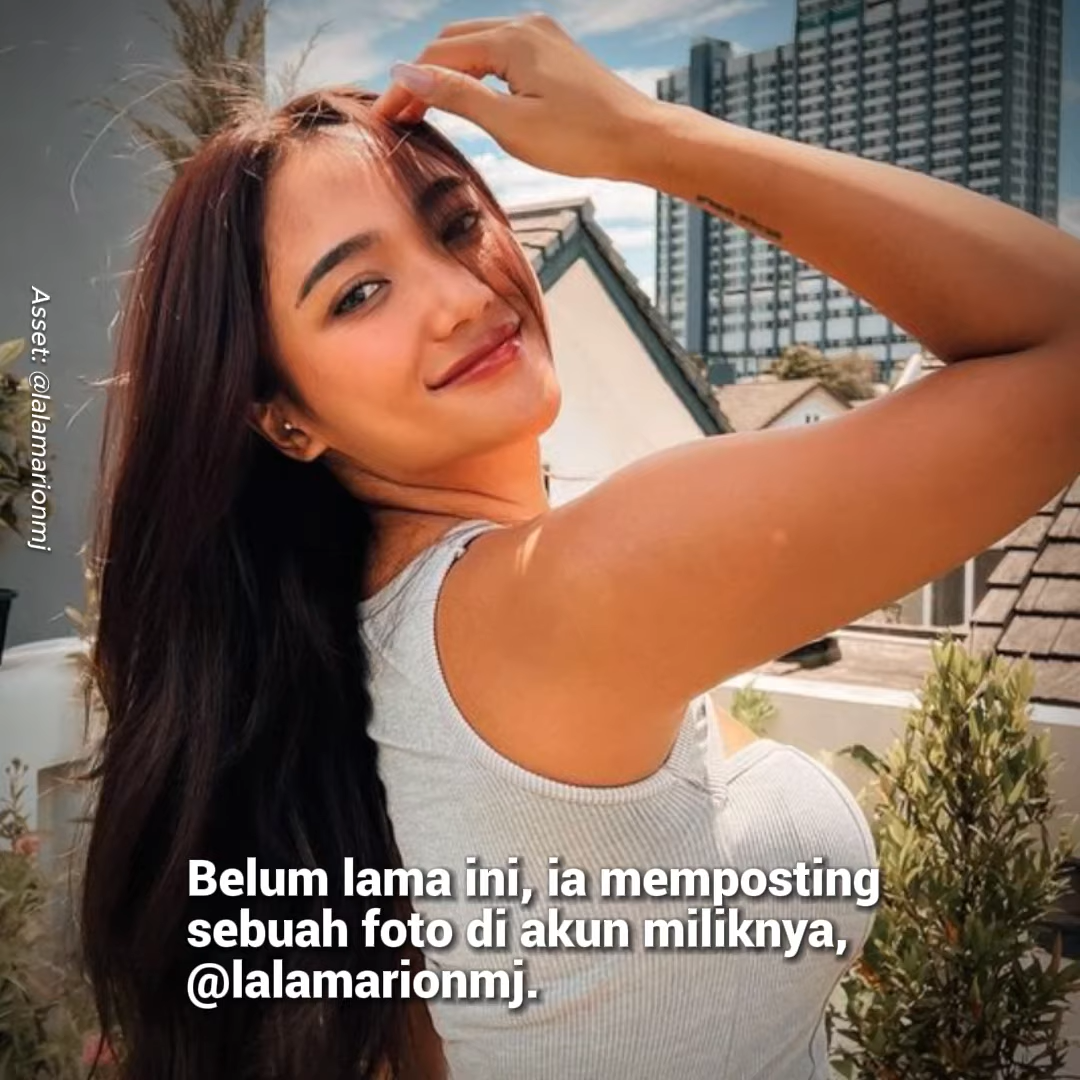 Asset: @lalamarionmj
Belum lama ini, ia memposting
sebuah foto di akun miliknya,
@lalamarionmj.